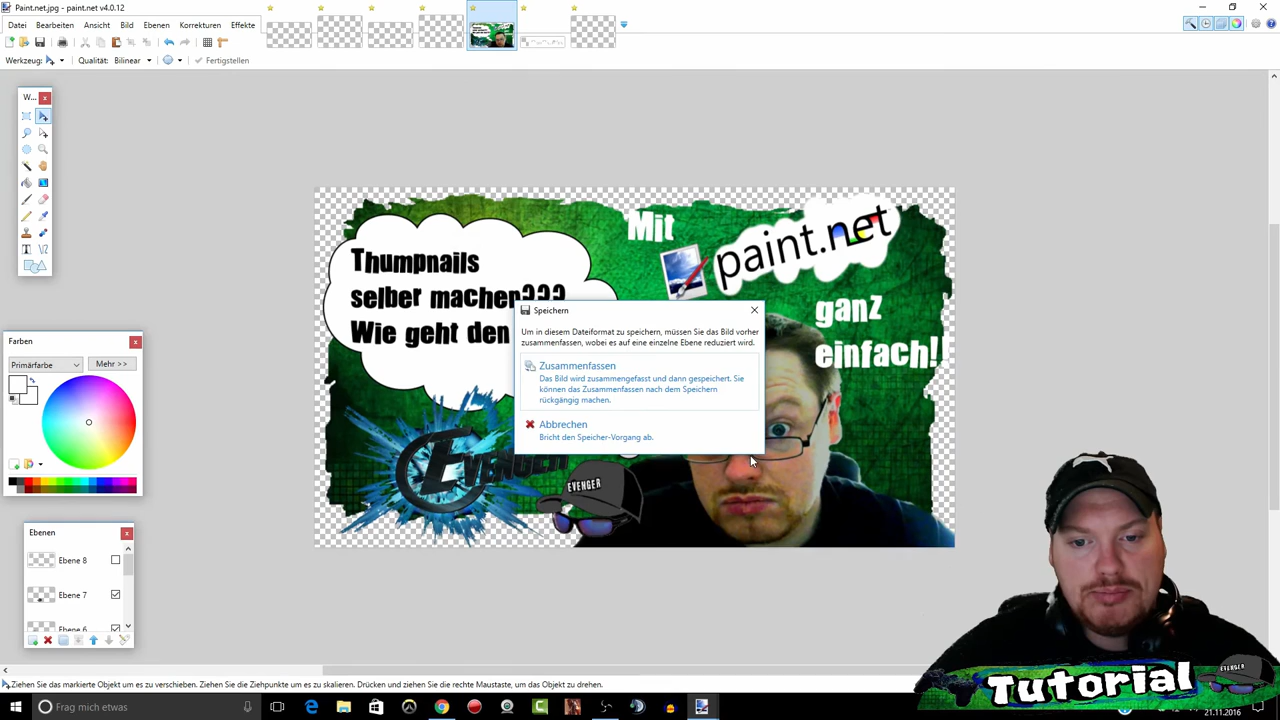 Paint.net.jpg - paint.net v4.0.12
Datei Bearbeiten Ansicht Bild Ebenen Korrekturen Effekte
Werkzeug: Qualität: Bilinear Fertigstellen
W...
Farben
Primärfarbe
Mehr >>
Ebenen
Ebene 8
Ebene 7
Ebene 6
Thumpnails
selber machen???
Wie geht den
Mit
paint.net
ganz
einfach!!
EVENGER
Speichern
Um in diesem Dateiformat zu speichern, müssen Sie das Bild vorher
zusammenfassen, wobei es auf eine einzelne Ebene reduziert wird.
Zusammenfassen
Das Bild wird zusammengefasst und dann gespeichert. Sie
können das Zusammenfassen nach dem Speichern
rückgängig machen.
Abbrechen
Bricht den Speicher-Vorgang ab.
Ziehen Sie das markierte Objekt um es zu verschieben. Ziehen Sie die Ziehpunkte um es zu skalieren. Drücken und ziehen Sie die rechte Maustaste, um das Objekt zu drehen.
Tutorial
EVENGER
Frag mich etwas
21.11.2016